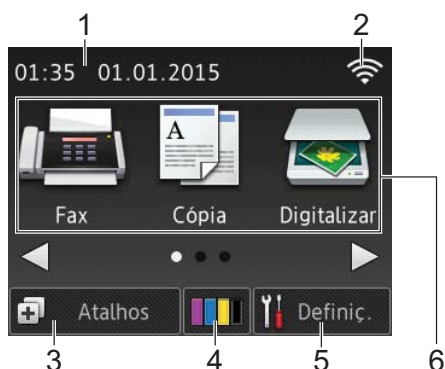 1 2
01:35 01.01.2015
A
Fax Cópia Digitalizar
Atalhos Definiç.
3 4 5 6